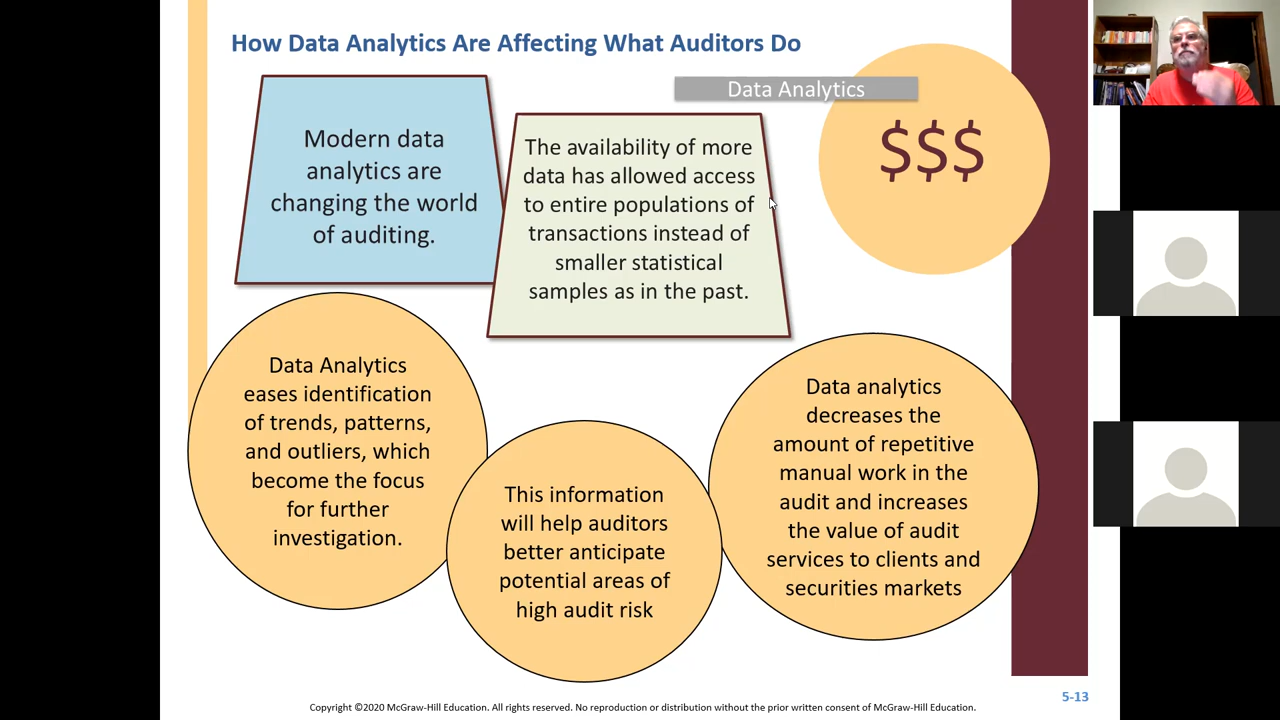 How Data Analytics Are Affecting What Auditors Do
Data Analytics
$$$
Modern data
analytics are
changing the world
of auditing.
The availability of more
data has allowed access
to entire populations of
transactions instead of
smaller statistical
samples as in the past.
Data Analytics
eases identification
of trends, patterns,
and outliers, which
become the focus
for further
investigation.
This information
will help auditors
better anticipate
potential areas of
high audit risk
Data analytics
decreases the
amount of repetitive
manual work in the
audit and increases
the value of audit
services to clients and
securities markets
5-13
Copyright ©2020 McGraw-Hill Education. All rights reserved. No reproduction or distribution without the prior written consent of McGraw-Hill Education.